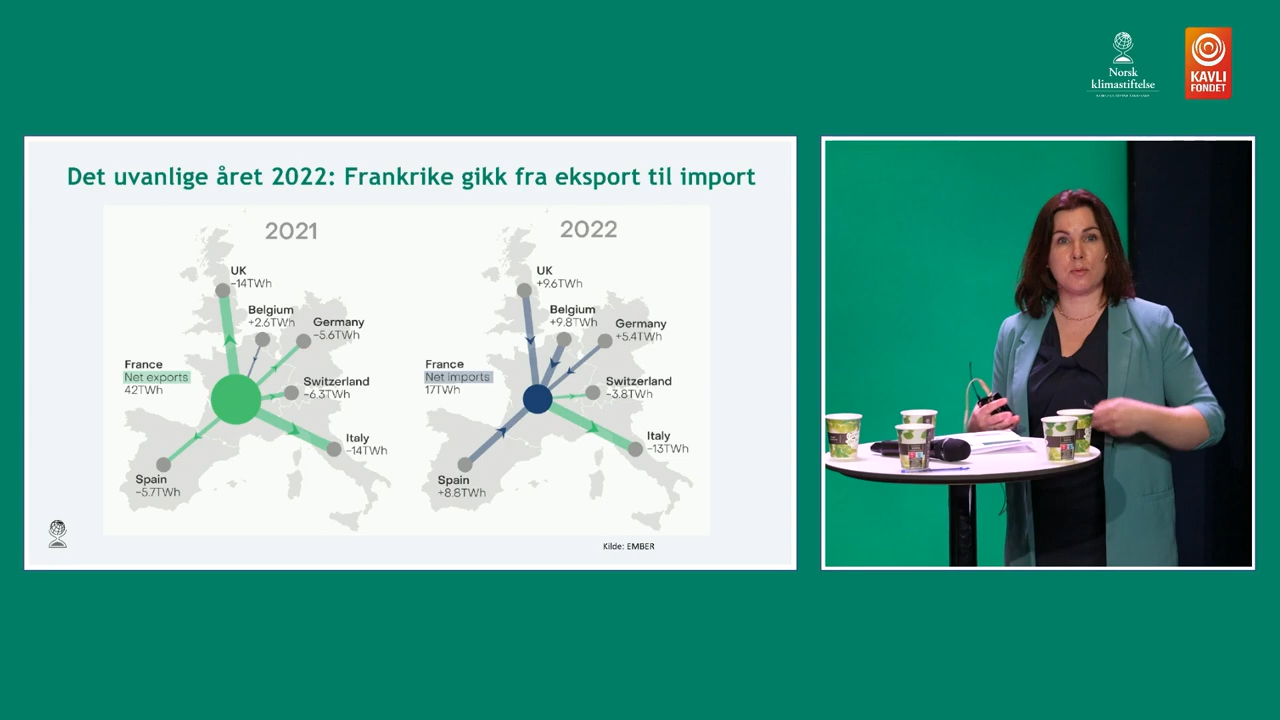 Norsk
klimastiftelse
KAVLI
FONDET
Det uvanlige året 2022: Frankrike gikk fra eksport til import
2021
UK
−14TWh
Belgium
+2.6TWh
Germany
−5.6TWh
France
Net exports
42TWh
Switzerland
−6.3TWh
Italy
−14TWh
Spain
−5.7TWh
2022
UK
+9.6TWh
Belgium
+9.8TWh
Germany
+5.4TWh
France
Net imports
17TWh
Switzerland
−3.8TWh
Italy
−13TWh
Spain
+8.8TWh
Kilde: EMBER